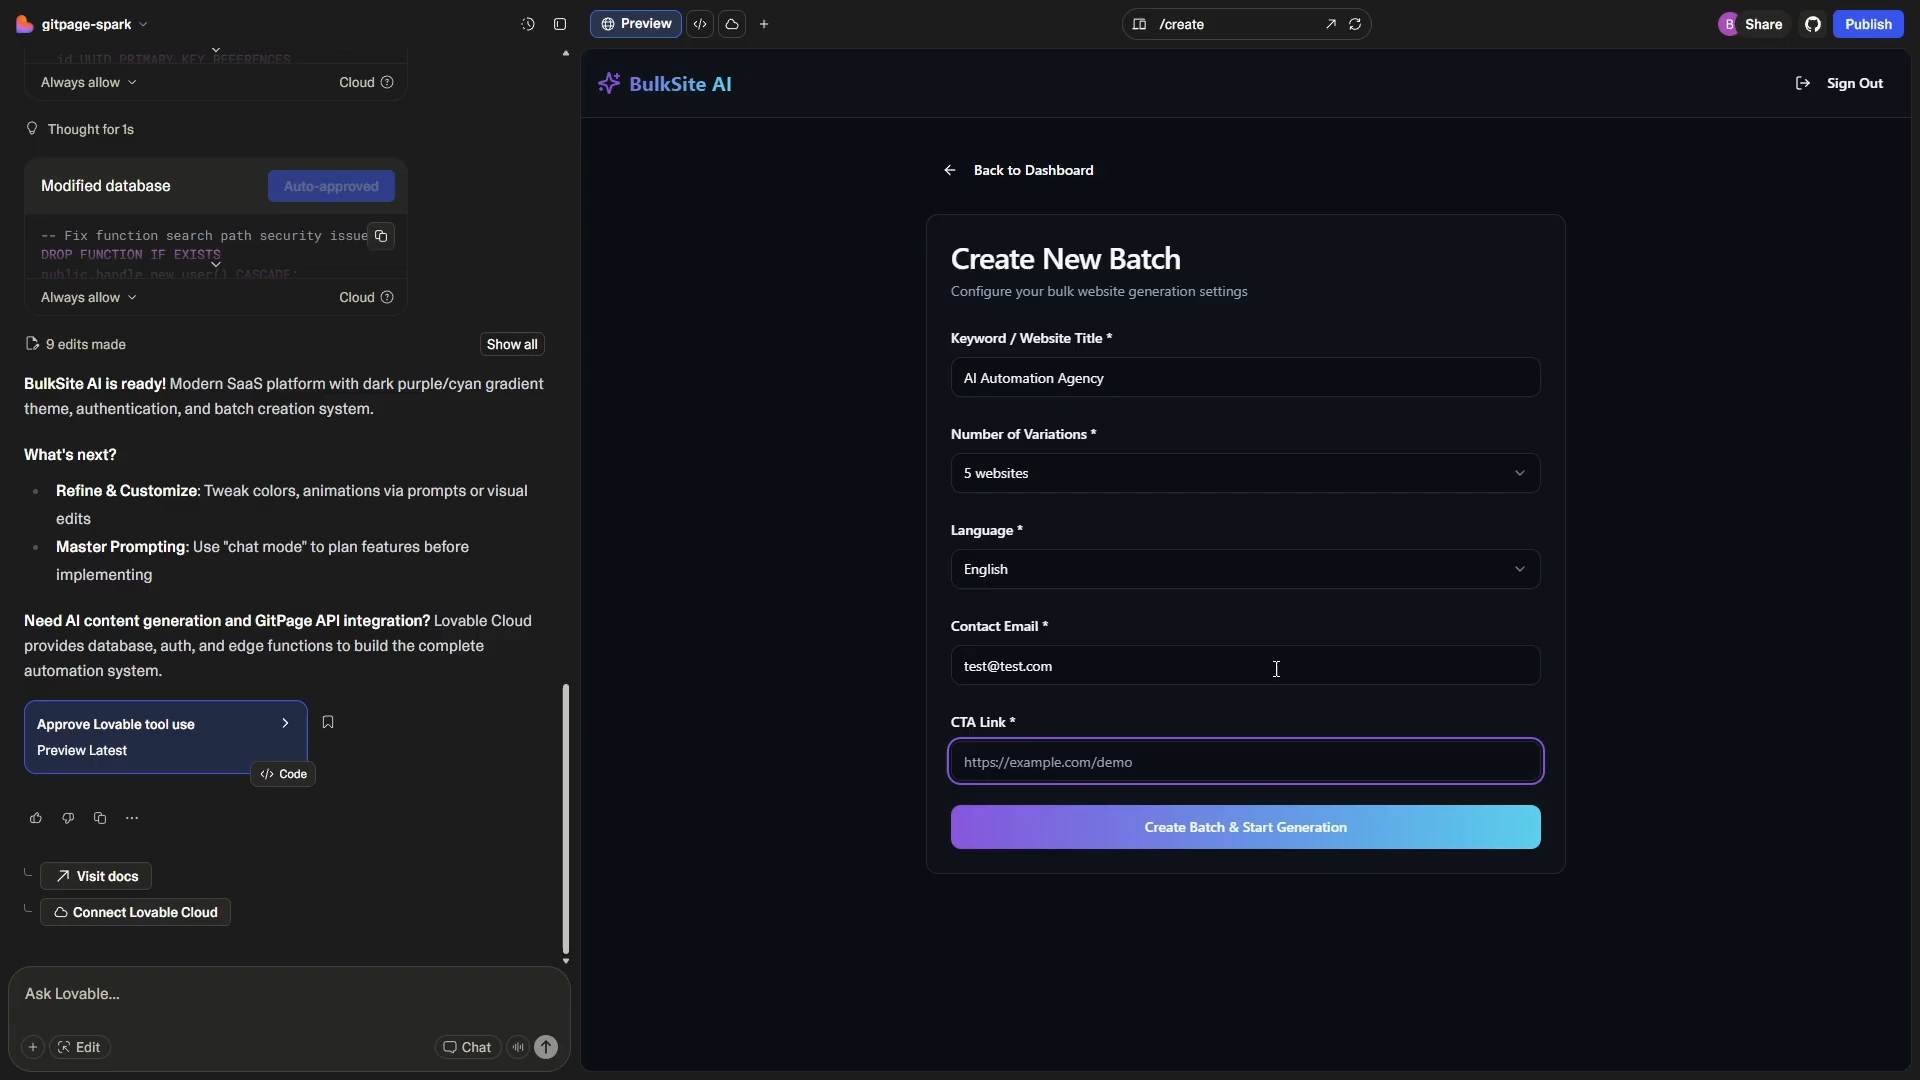 gitpage-spark
Preview
/create
B
Share
Publish
id UUID PRIMARY KEY REFERENCES
Always allow
Cloud
Thought for 1s
Modified database
Auto-approved
-- Fix function search path security issue
DROP FUNCTION IF EXISTS
public.handle_new_user() CASCADE;
Always allow
Cloud
9 edits made
Show all
BulkSite AI is ready! Modern SaaS platform with dark purple/cyan gradient
theme, authentication, and batch creation system.
What's next?
Refine & Customize: Tweak colors, animations via prompts or visual
edits
Master Prompting: Use "chat mode" to plan features before
implementing
Need AI content generation and GitPage API integration? Lovable Cloud
provides database, auth, and edge functions to build the complete
automation system.
Approve Lovable tool use
Preview Latest
Code
Visit docs
Connect Lovable Cloud
Ask Lovable...
Edit
Chat
BulkSite AI
Sign Out
Back to Dashboard
Create New Batch
Configure your bulk website generation settings
Keyword / Website Title *
AI Automation Agency
Number of Variations *
5 websites
Language *
English
Contact Email *
test@test.com
CTA Link *
https://example.com/demo
Create Batch & Start Generation